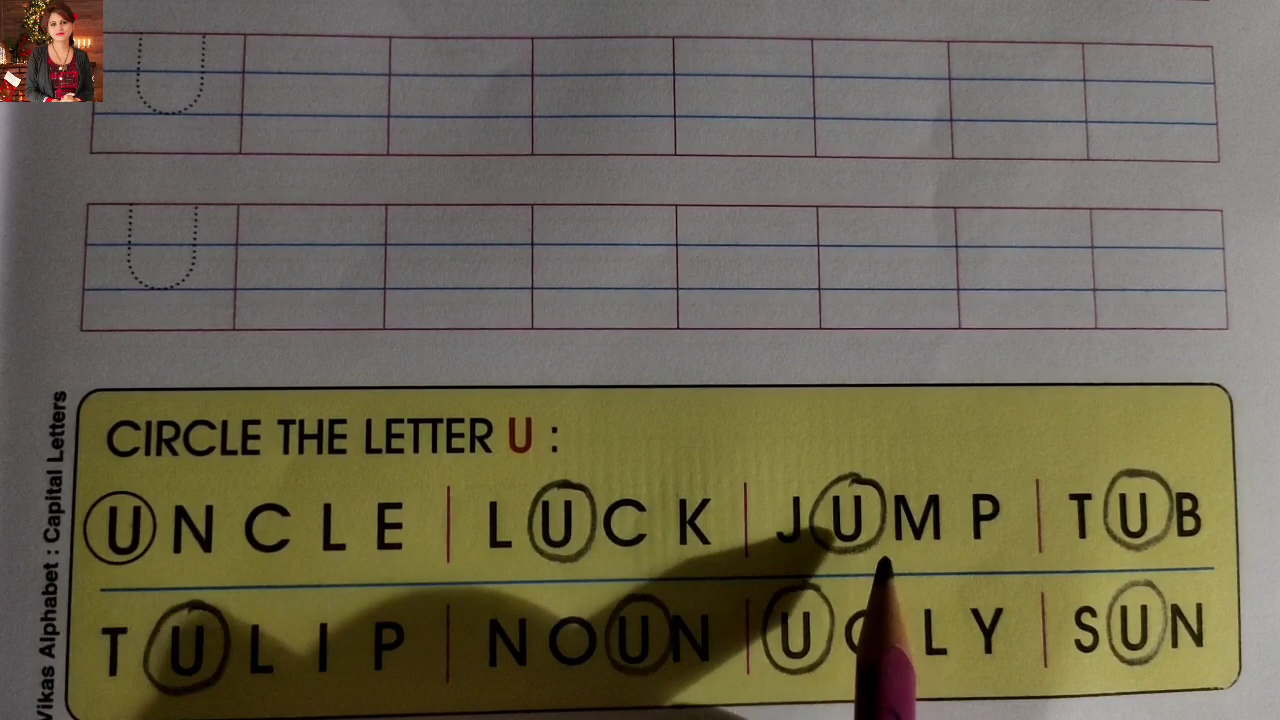 U
U
CIRCLE THE LETTER U :
UNCLE | LUCK | JUMP | TUB
TULIP | NOUN | UGLY | SUN
Vikas Alphabet : Capital Letters